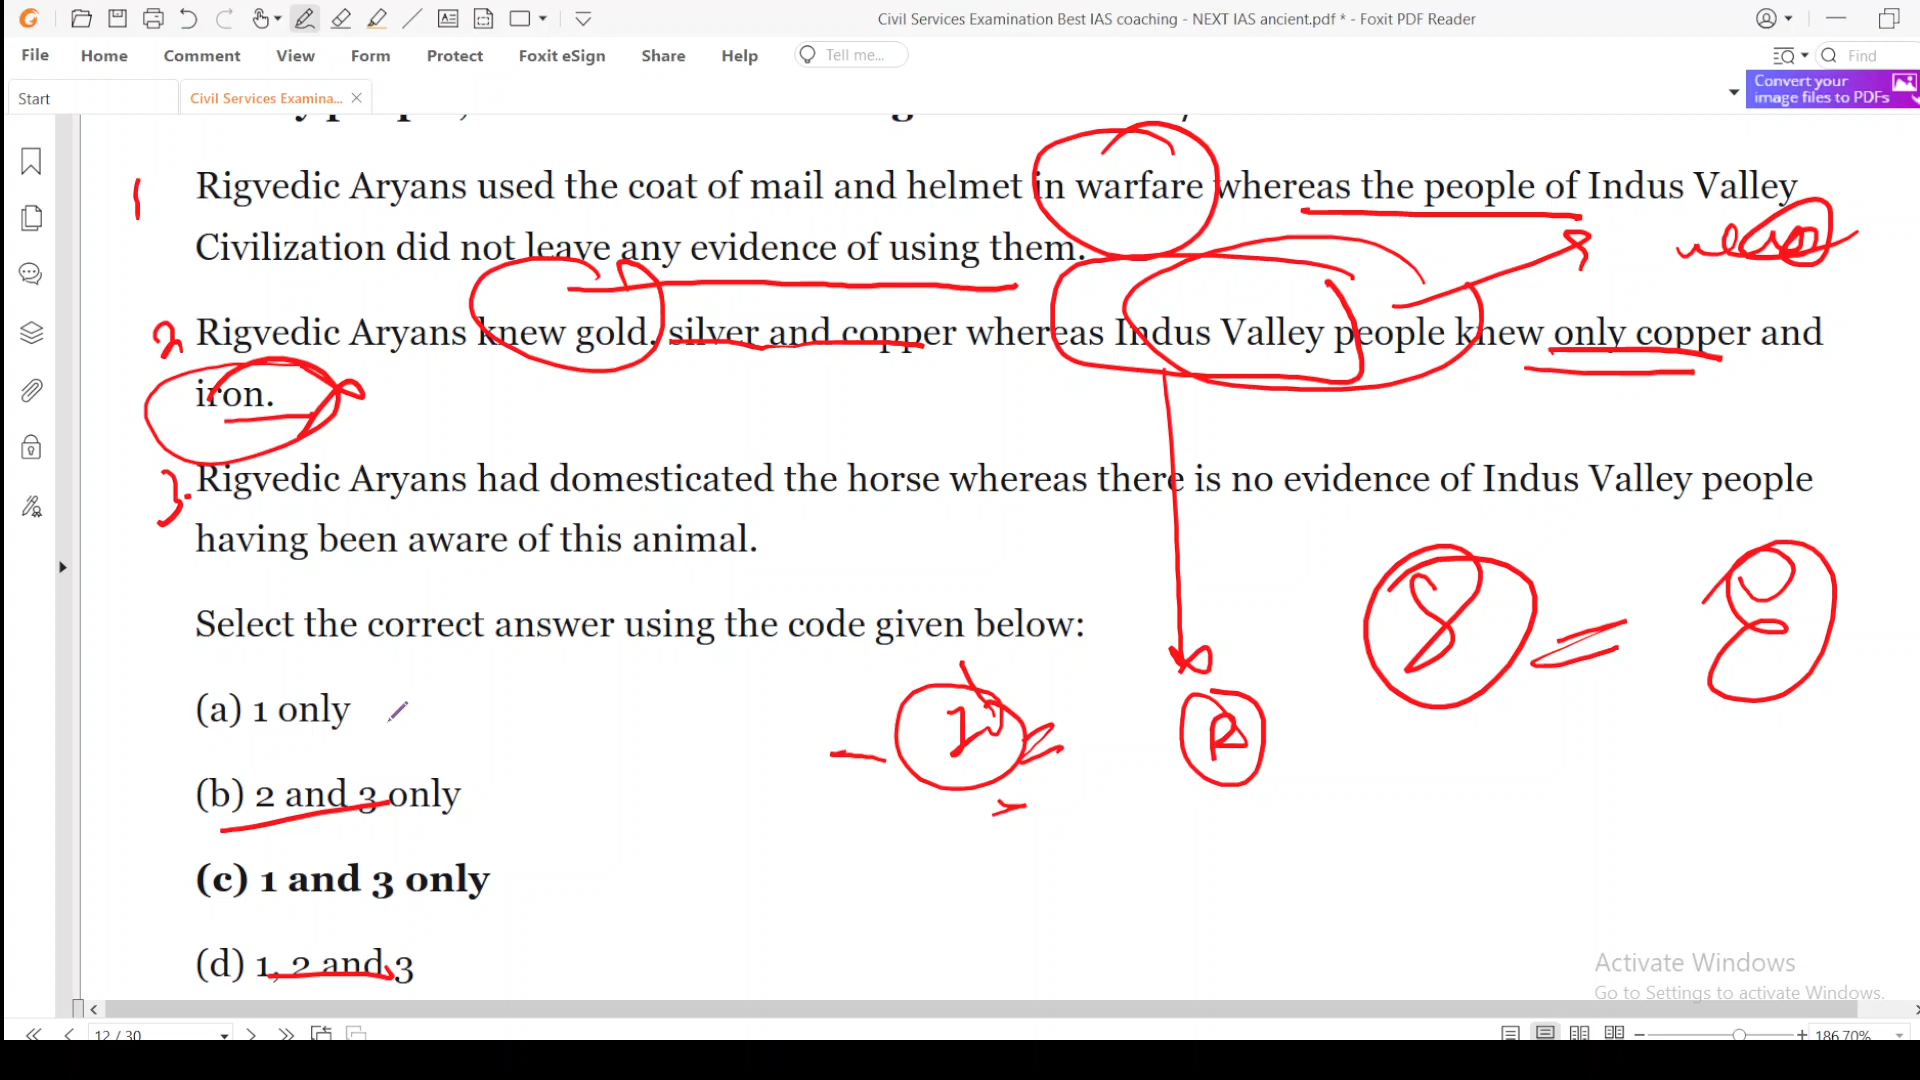 Civil Services Examination Best IAS coaching - NEXT IAS ancient.pdf * - Foxit PDF Reader
File Home Comment View Form Protect Foxit eSign Share Help Tell me... Find
Start Civil Services Examina... Convert your
image files to PDFs
1 Rigvedic Aryans used the coat of mail and helmet in warfare whereas the people of Indus Valley
Civilization did not leave any evidence of using them.
2 Rigvedic Aryans knew gold, silver and copper whereas Indus Valley people knew only copper and
iron.
3. Rigvedic Aryans had domesticated the horse whereas there is no evidence of Indus Valley people
having been aware of this animal.
Select the correct answer using the code given below:
(a) 1 only
(b) 2 and 3 only
(c) 1 and 3 only
(d) 1, 2 and 3
Activate Windows
Go to Settings to activate Windows.
12 / 30 186.70%